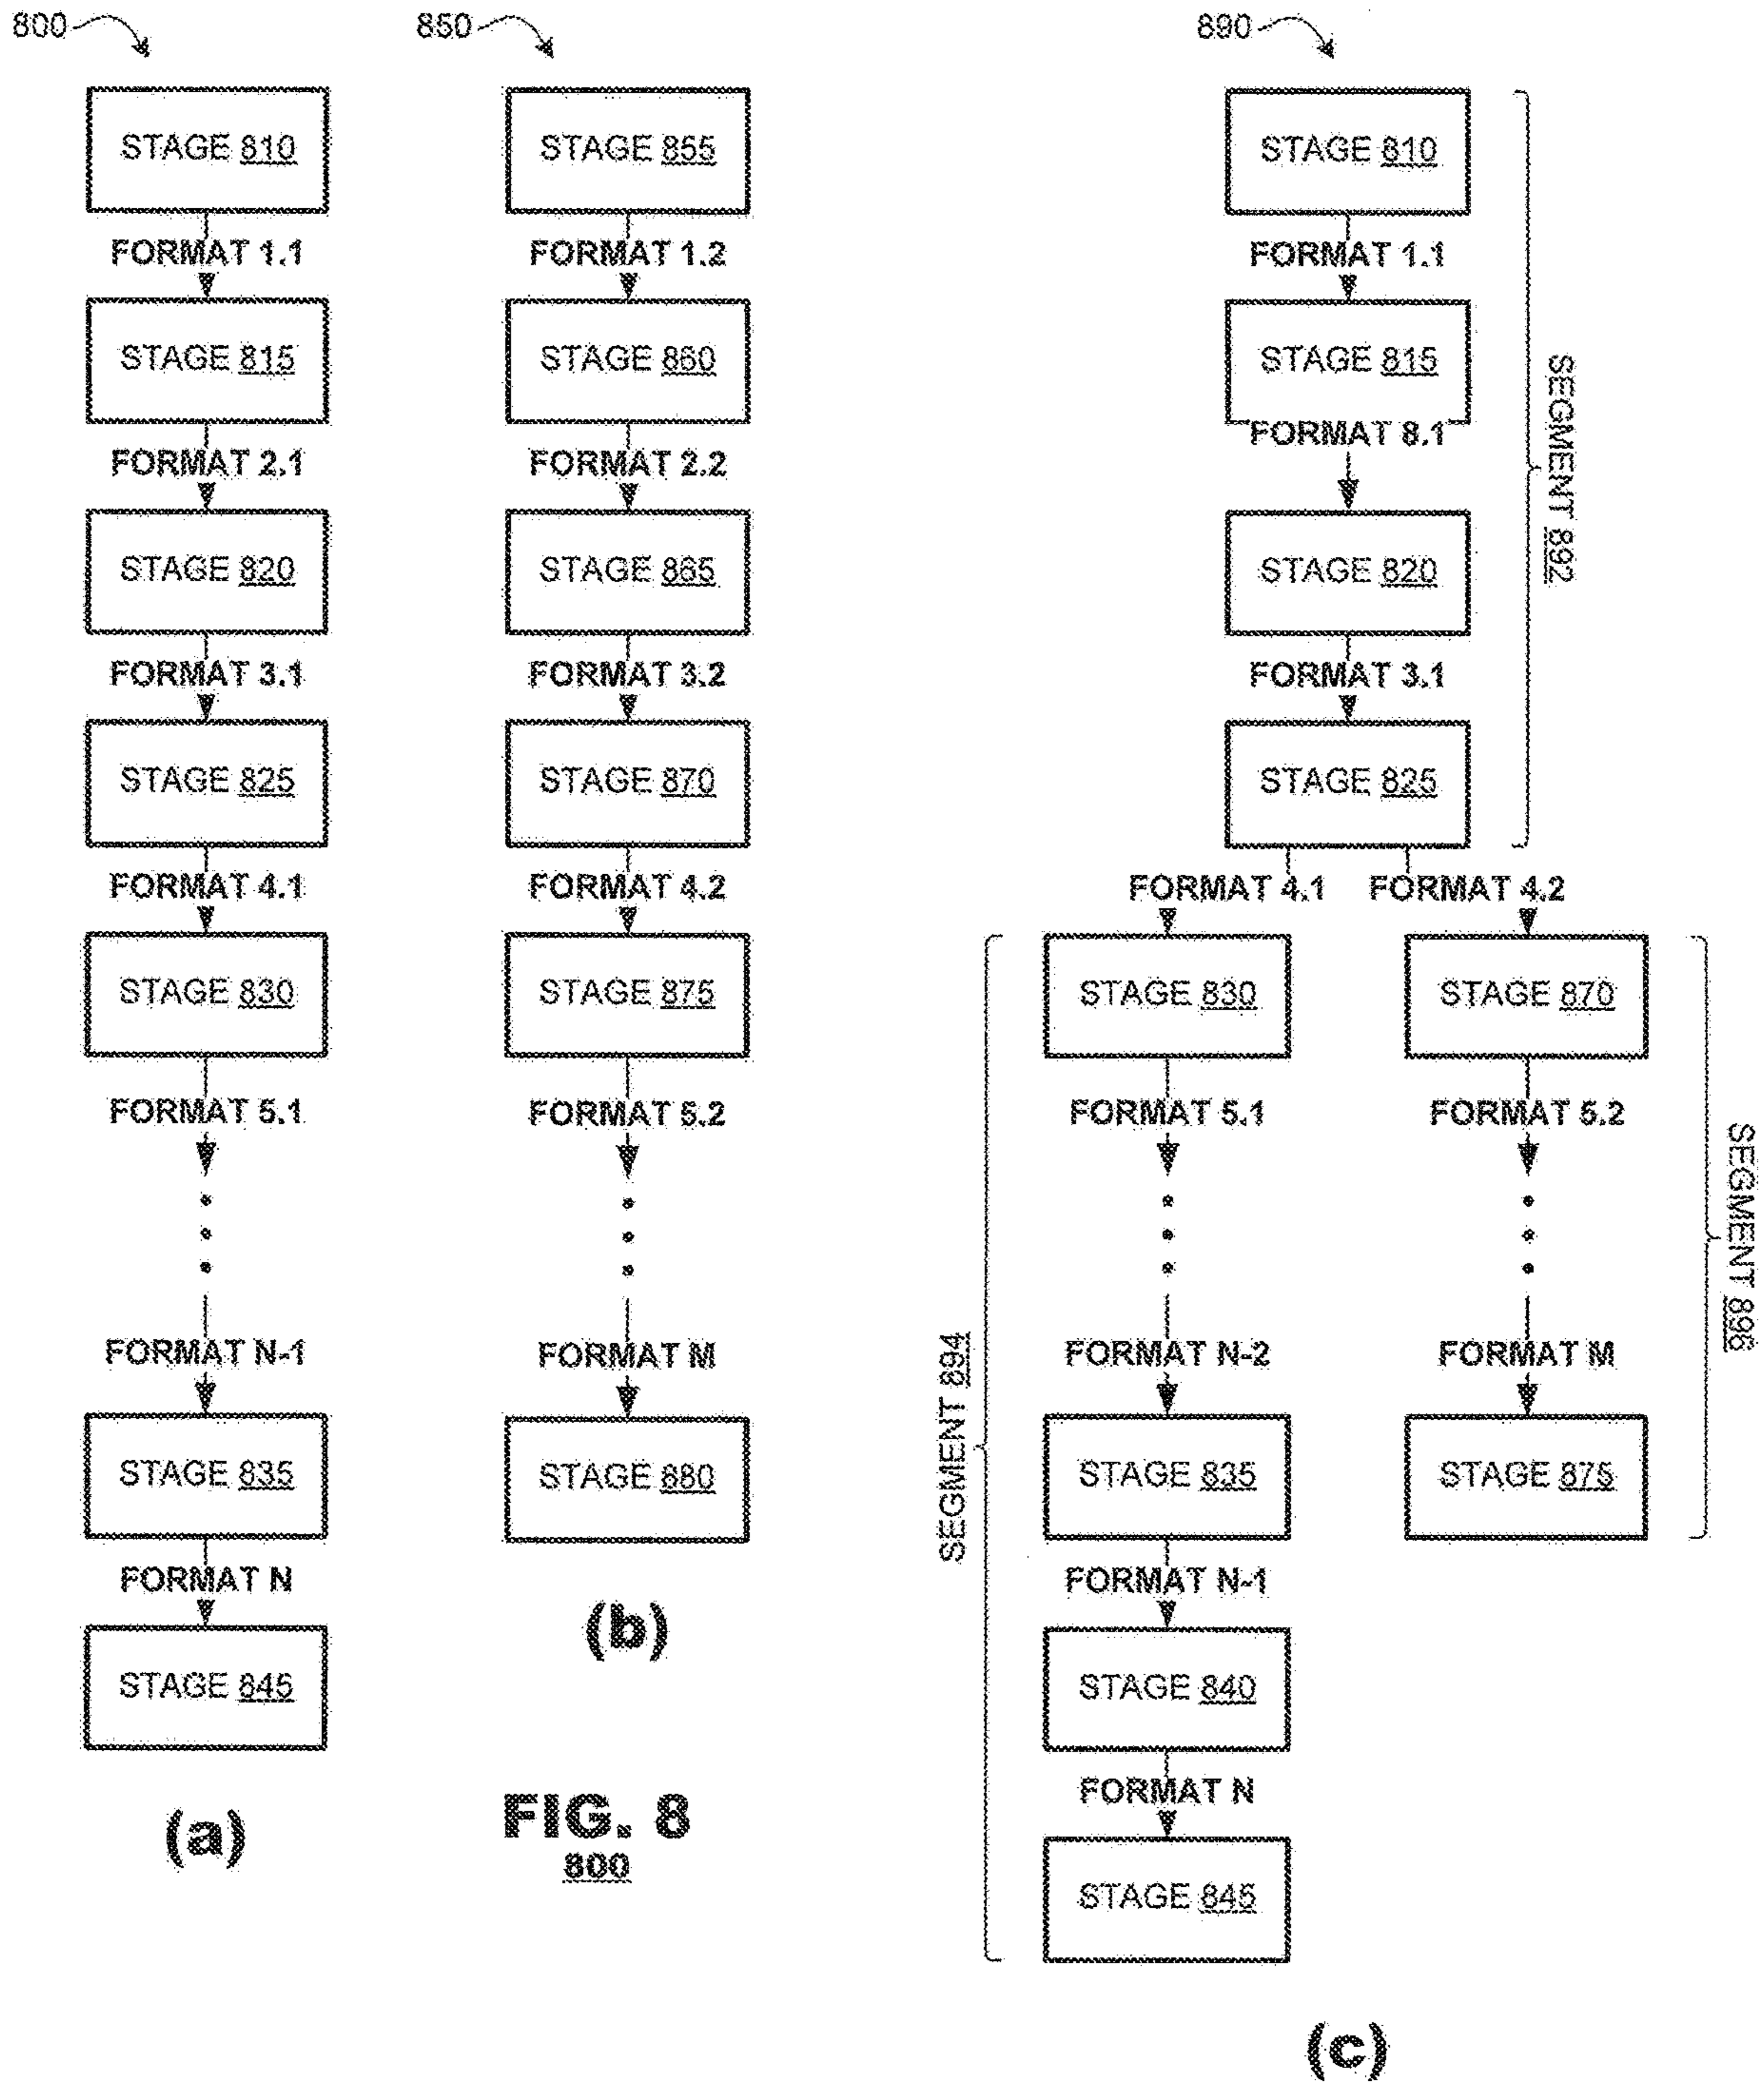 800
STAGE 810
FORMAT 1.1
STAGE 815
FORMAT 2.1
STAGE 820
FORMAT 3.1
STAGE 825
FORMAT 4.1
STAGE 830
FORMAT 5.1
FORMAT N-1
STAGE 835
FORMAT N
STAGE 845
(a)
850
STAGE 855
FORMAT 1.2
STAGE 860
FORMAT 2.2
STAGE 865
FORMAT 3.2
STAGE 870
FORMAT 4.2
STAGE 875
FORMAT 5.2
FORMAT M
STAGE 880
(b)
FIG. 8
800
890
STAGE 810
FORMAT 1.1
STAGE 815
FORMAT 8.1
STAGE 820
FORMAT 3.1
STAGE 825
SEGMENT 892
FORMAT 4.1
FORMAT 4.2
STAGE 830
FORMAT 5.1
FORMAT N-2
STAGE 835
FORMAT N-1
STAGE 840
FORMAT N
STAGE 845
SEGMENT 894
STAGE 870
FORMAT 5.2
FORMAT M
STAGE 875
SEGMENT 896
(c)